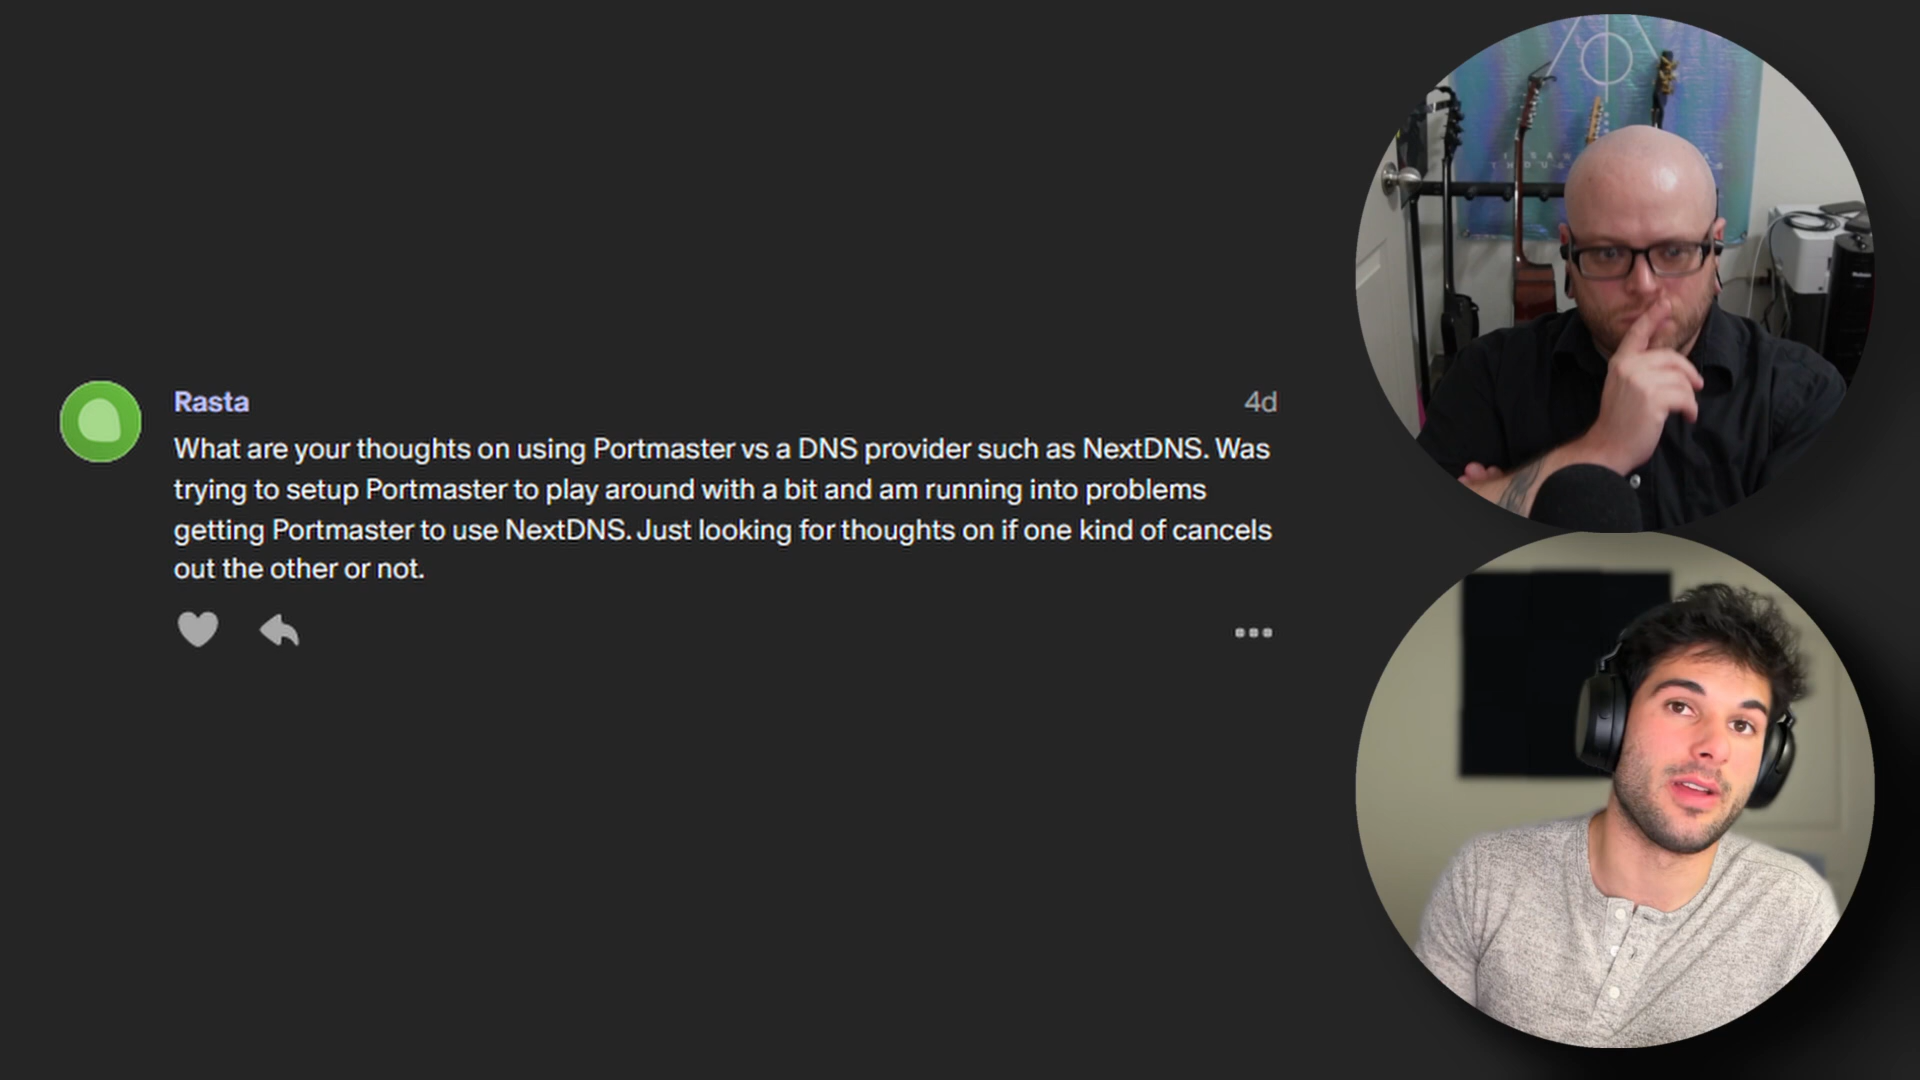 Rasta
4d
What are your thoughts on using Portmaster vs a DNS provider such as NextDNS. Was
trying to setup Portmaster to play around with a bit and am running into problems
getting Portmaster to use NextDNS. Just looking for thoughts on if one kind of cancels
out the other or not.